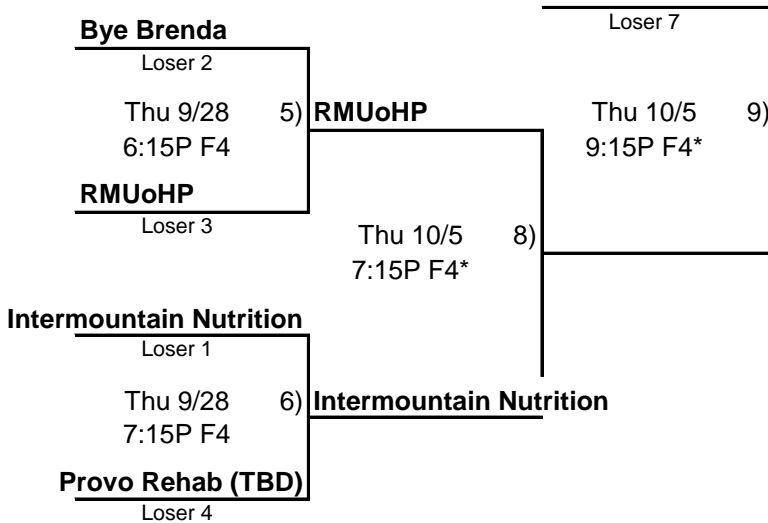 Loser 7
Bye Brenda
Loser 2
Thu 9/28 5) RMUoHP Thu 10/5 9)
6:15P F4 9:15P F4*
RMUoHP
Loser 3
Thu 10/5 8)
7:15P F4*
Intermountain Nutrition
Loser 1
Thu 9/28 6) Intermountain Nutrition
7:15P F4
Provo Rehab (TBD)
Loser 4